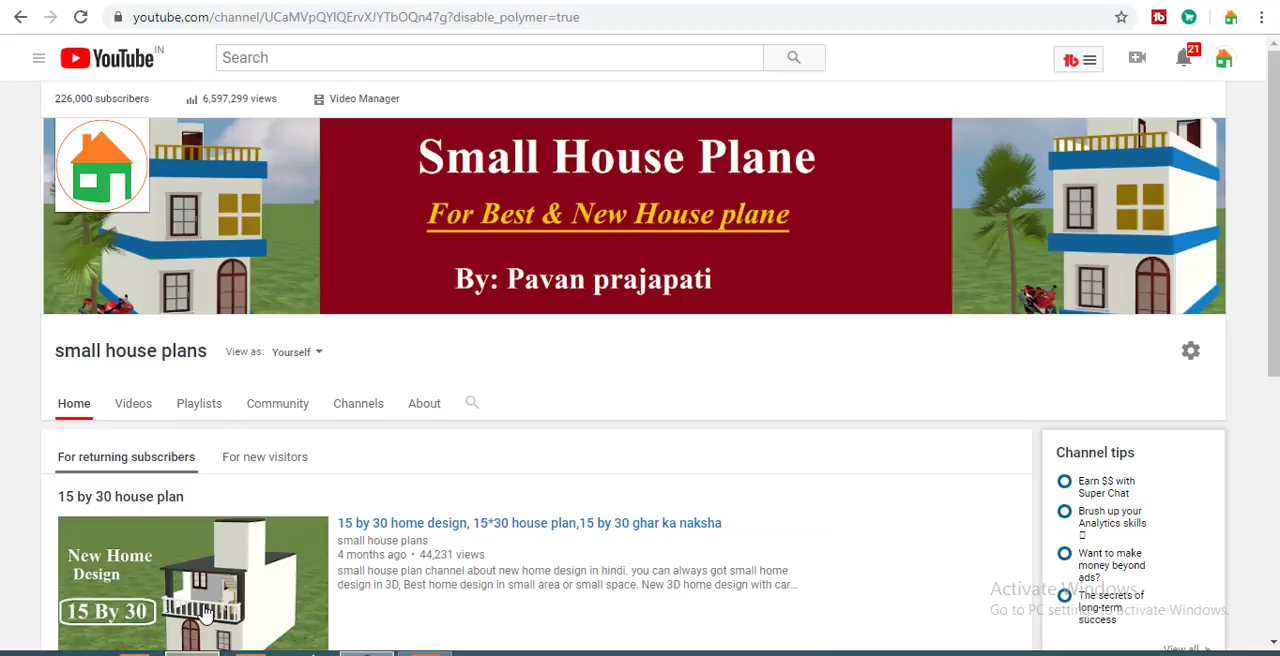 youtube.com/channel/UCaMVpQYlQErvXJYTbOQn47g?disable_polymer=true
YouTube IN
Search
21
226,000 subscribers 6,597,299 views Video Manager
Small House Plane
For Best & New House plane
By: Pavan prajapati
small house plans View as: Yourself
Home Videos Playlists Community Channels About
For returning subscribers For new visitors
15 by 30 house plan
New Home
Design
15 By 30
15 by 30 home design, 15*30 house plan,15 by 30 ghar ka naksha
small house plans
4 months ago • 44,231 views
small house plan channel about new home design in hindi. you can always got small home
design in 3D, Best home design in small area or small space. New 3D home design with car...
Channel tips
Earn $$ with
Super Chat
Brush up your
Analytics skills
Want to make
money beyond
ads?
The secrets of
long-term
success
View all »
Activate Windows
Go to PC settings to activate Windows.